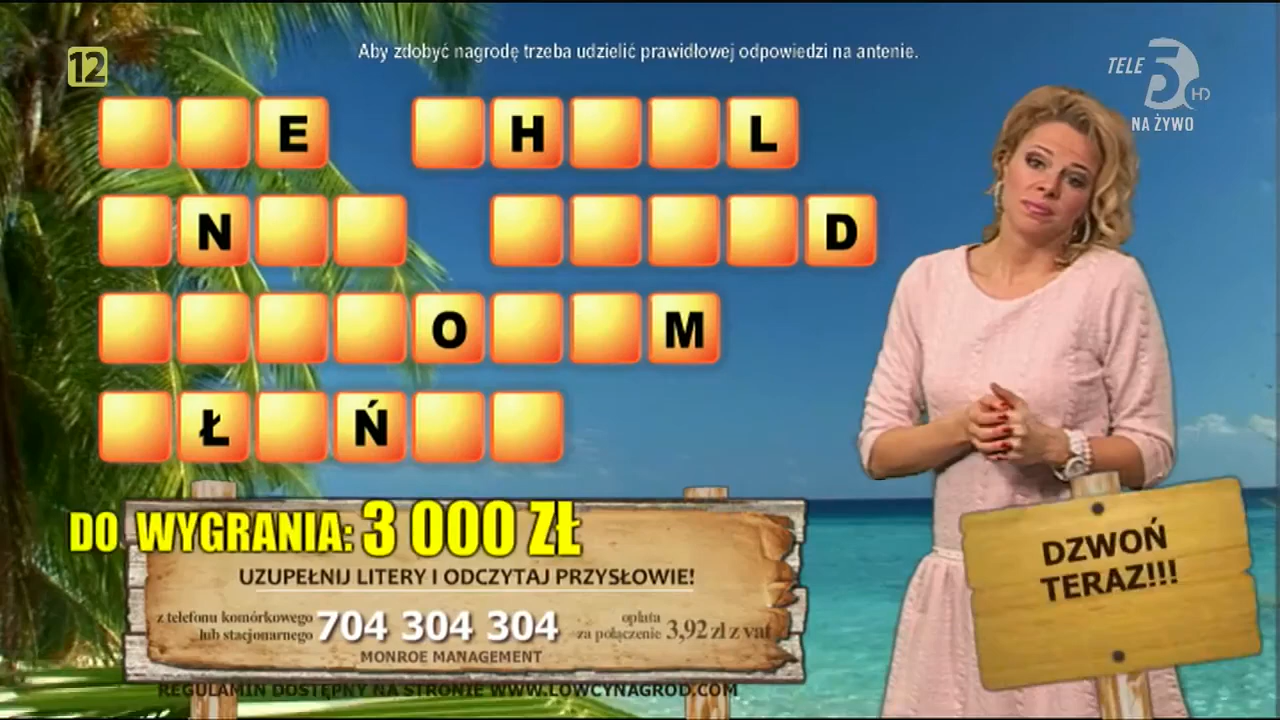 12
Aby zdobyć nagrodę trzeba udzielić prawidłowej odpowiedzi na antenie.
TELE 5 HD
NA ŻYWO
E H L
N D
O M
Ł Ń
DO WYGRANIA: 3 000 ZŁ
UZUPEŁNIJ LITERY I ODCZYTAJ PRZYSŁOWIE!
z telefonu komórkowego
lub stacjonarnego
704 304 304
opłata
za połączenie 3,92 zl z vat
MONROE MANAGEMENT
REGULAMIN DOSTĘPNY NA STRONIE WWW.LOWCYNAGROD.COM
DZWOŃ
TERAZ!!!